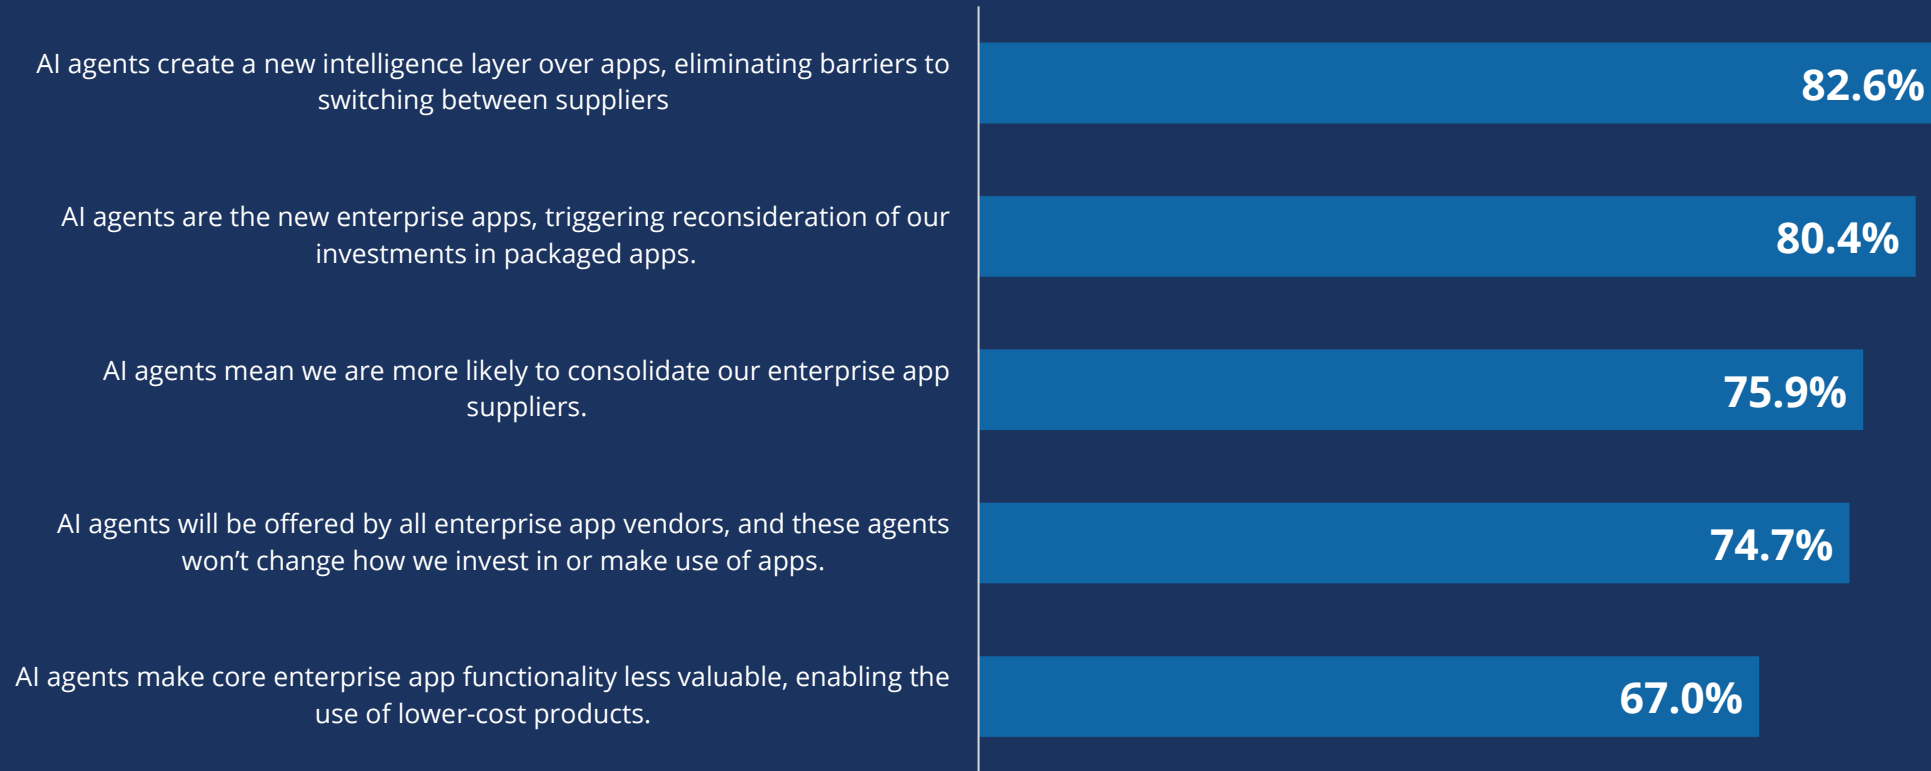 AI agents create a new intelligence layer over apps, eliminating barriers to
switching between suppliers
82.6%
AI agents are the new enterprise apps, triggering reconsideration of our
investments in packaged apps.
80.4%
AI agents mean we are more likely to consolidate our enterprise app
suppliers.
75.9%
AI agents will be offered by all enterprise app vendors, and these agents
won’t change how we invest in or make use of apps.
74.7%
AI agents make core enterprise app functionality less valuable, enabling the
use of lower-cost products.
67.0%